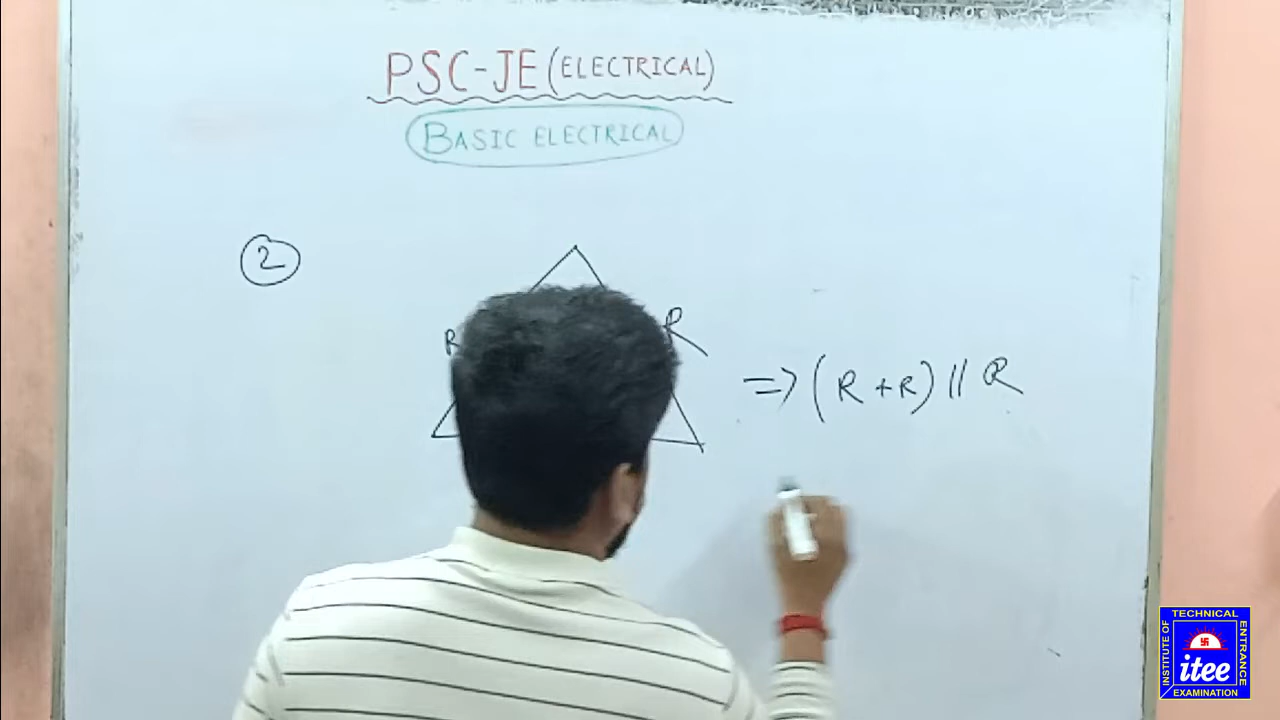 PSC-JE (ELECTRICAL)
BASIC ELECTRICAL
2
R
R
=> (R + R) // R
INSTITUTE OF
TECHNICAL
ENTRANCE
EXAMINATION
itee